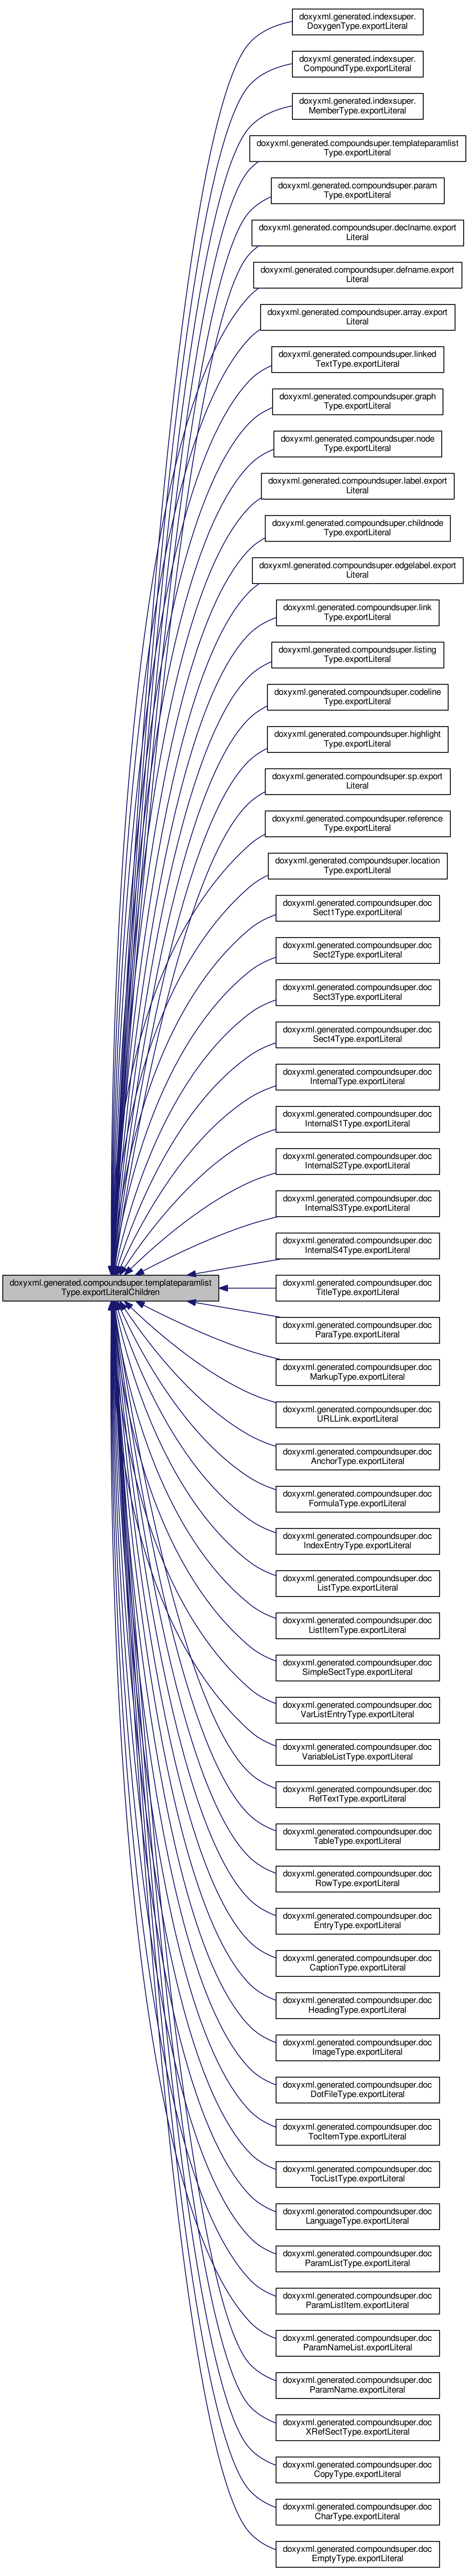 doxyxml.generated.indexsuper.
DoxygenType.exportLiteral
doxyxml.generated.indexsuper.
CompoundType.exportLiteral
doxyxml.generated.indexsuper.
MemberType.exportLiteral
doxyxml.generated.compoundsuper.templateparamlist
Type.exportLiteral
doxyxml.generated.compoundsuper.param
Type.exportLiteral
doxyxml.generated.compoundsuper.declname.export
Literal
doxyxml.generated.compoundsuper.defname.export
Literal
doxyxml.generated.compoundsuper.array.export
Literal
doxyxml.generated.compoundsuper.linked
TextType.exportLiteral
doxyxml.generated.compoundsuper.graph
Type.exportLiteral
doxyxml.generated.compoundsuper.node
Type.exportLiteral
doxyxml.generated.compoundsuper.label.export
Literal
doxyxml.generated.compoundsuper.childnode
Type.exportLiteral
doxyxml.generated.compoundsuper.edgelabel.export
Literal
doxyxml.generated.compoundsuper.link
Type.exportLiteral
doxyxml.generated.compoundsuper.listing
Type.exportLiteral
doxyxml.generated.compoundsuper.codeline
Type.exportLiteral
doxyxml.generated.compoundsuper.highlight
Type.exportLiteral
doxyxml.generated.compoundsuper.sp.export
Literal
doxyxml.generated.compoundsuper.reference
Type.exportLiteral
doxyxml.generated.compoundsuper.location
Type.exportLiteral
doxyxml.generated.compoundsuper.doc
Sect1Type.exportLiteral
doxyxml.generated.compoundsuper.doc
Sect2Type.exportLiteral
doxyxml.generated.compoundsuper.doc
Sect3Type.exportLiteral
doxyxml.generated.compoundsuper.doc
Sect4Type.exportLiteral
doxyxml.generated.compoundsuper.doc
InternalType.exportLiteral
doxyxml.generated.compoundsuper.doc
InternalS1Type.exportLiteral
doxyxml.generated.compoundsuper.doc
InternalS2Type.exportLiteral
doxyxml.generated.compoundsuper.doc
InternalS3Type.exportLiteral
doxyxml.generated.compoundsuper.doc
InternalS4Type.exportLiteral
doxyxml.generated.compoundsuper.templateparamlist
Type.exportLiteralChildren
doxyxml.generated.compoundsuper.doc
TitleType.exportLiteral
doxyxml.generated.compoundsuper.doc
ParaType.exportLiteral
doxyxml.generated.compoundsuper.doc
MarkupType.exportLiteral
doxyxml.generated.compoundsuper.doc
URLLink.exportLiteral
doxyxml.generated.compoundsuper.doc
AnchorType.exportLiteral
doxyxml.generated.compoundsuper.doc
FormulaType.exportLiteral
doxyxml.generated.compoundsuper.doc
IndexEntryType.exportLiteral
doxyxml.generated.compoundsuper.doc
ListType.exportLiteral
doxyxml.generated.compoundsuper.doc
ListItemType.exportLiteral
doxyxml.generated.compoundsuper.doc
SimpleSectType.exportLiteral
doxyxml.generated.compoundsuper.doc
VarListEntryType.exportLiteral
doxyxml.generated.compoundsuper.doc
VariableListType.exportLiteral
doxyxml.generated.compoundsuper.doc
RefTextType.exportLiteral
doxyxml.generated.compoundsuper.doc
TableType.exportLiteral
doxyxml.generated.compoundsuper.doc
RowType.exportLiteral
doxyxml.generated.compoundsuper.doc
EntryType.exportLiteral
doxyxml.generated.compoundsuper.doc
CaptionType.exportLiteral
doxyxml.generated.compoundsuper.doc
HeadingType.exportLiteral
doxyxml.generated.compoundsuper.doc
ImageType.exportLiteral
doxyxml.generated.compoundsuper.doc
DotFileType.exportLiteral
doxyxml.generated.compoundsuper.doc
TocItemType.exportLiteral
doxyxml.generated.compoundsuper.doc
TocListType.exportLiteral
doxyxml.generated.compoundsuper.doc
LanguageType.exportLiteral
doxyxml.generated.compoundsuper.doc
ParamListType.exportLiteral
doxyxml.generated.compoundsuper.doc
ParamListItem.exportLiteral
doxyxml.generated.compoundsuper.doc
ParamNameList.exportLiteral
doxyxml.generated.compoundsuper.doc
ParamName.exportLiteral
doxyxml.generated.compoundsuper.doc
XRefSectType.exportLiteral
doxyxml.generated.compoundsuper.doc
CopyType.exportLiteral
doxyxml.generated.compoundsuper.doc
CharType.exportLiteral
doxyxml.generated.compoundsuper.doc
EmptyType.exportLiteral